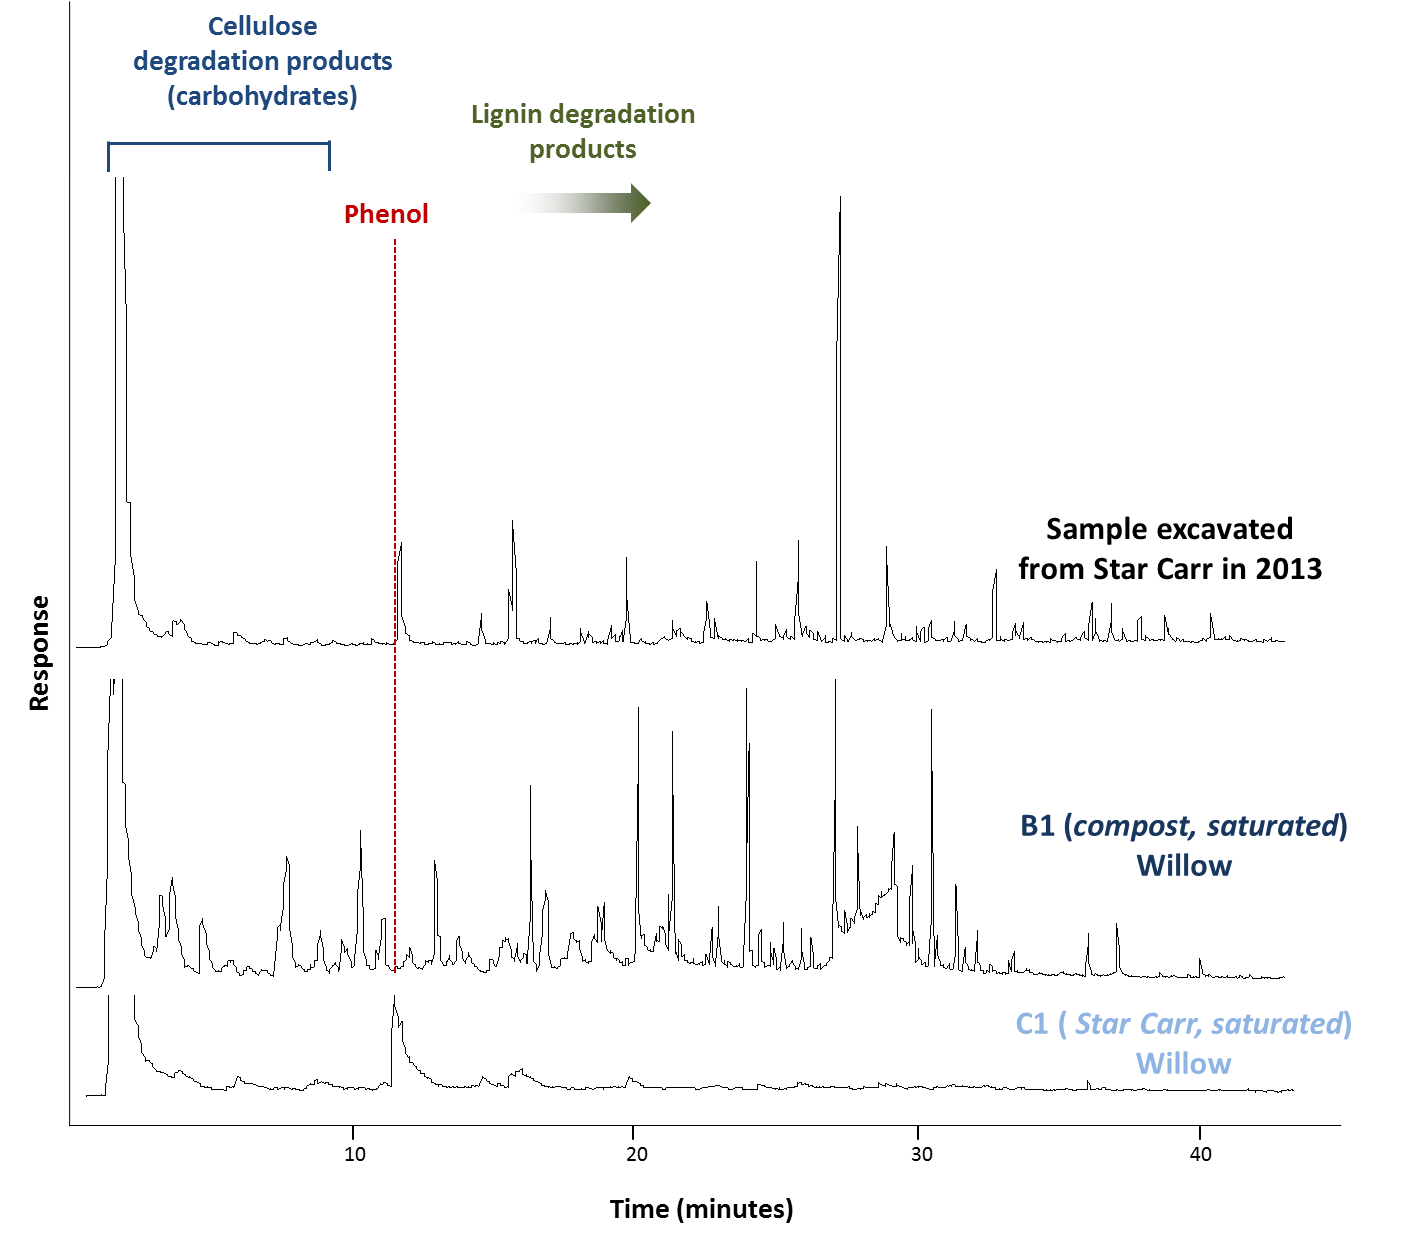 Cellulose
degradation products
(carbohydrates)
Lignin degradation
products
Phenol
Sample excavated
from Star Carr in 2013
Response
B1 (compost, saturated)
Willow
C1 ( Star Carr, saturated)
Willow
10 20 30 40
Time (minutes)